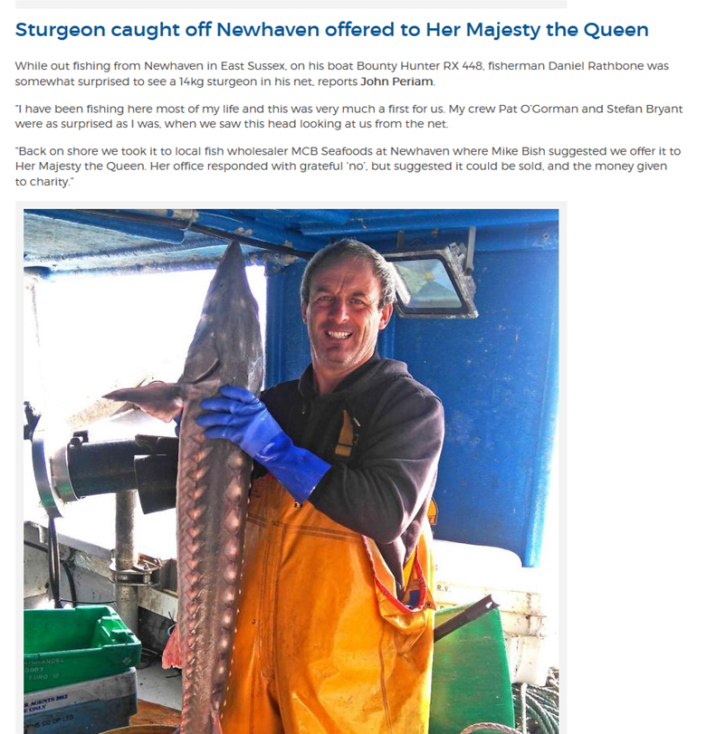 Sturgeon caught off Newhaven offered to Her Majesty the Queen
While out fishing from Newhaven in East Sussex, on his boat Bounty Hunter RX 448, fisherman Daniel Rathbone was
somewhat surprised to see a 14kg sturgeon in his net, reports John Periam.
“I have been fishing here most of my life and this was very much a first for us. My crew Pat O’Gorman and Stefan Bryant
were as surprised as I was, when we saw this head looking at us from the net.
“Back on shore we took it to local fish wholesaler MCB Seafoods at Newhaven where Mike Bish suggested we offer it to
Her Majesty the Queen. Her office responded with grateful ‘no’, but suggested it could be sold, and the money given
to charity.”
R.V.